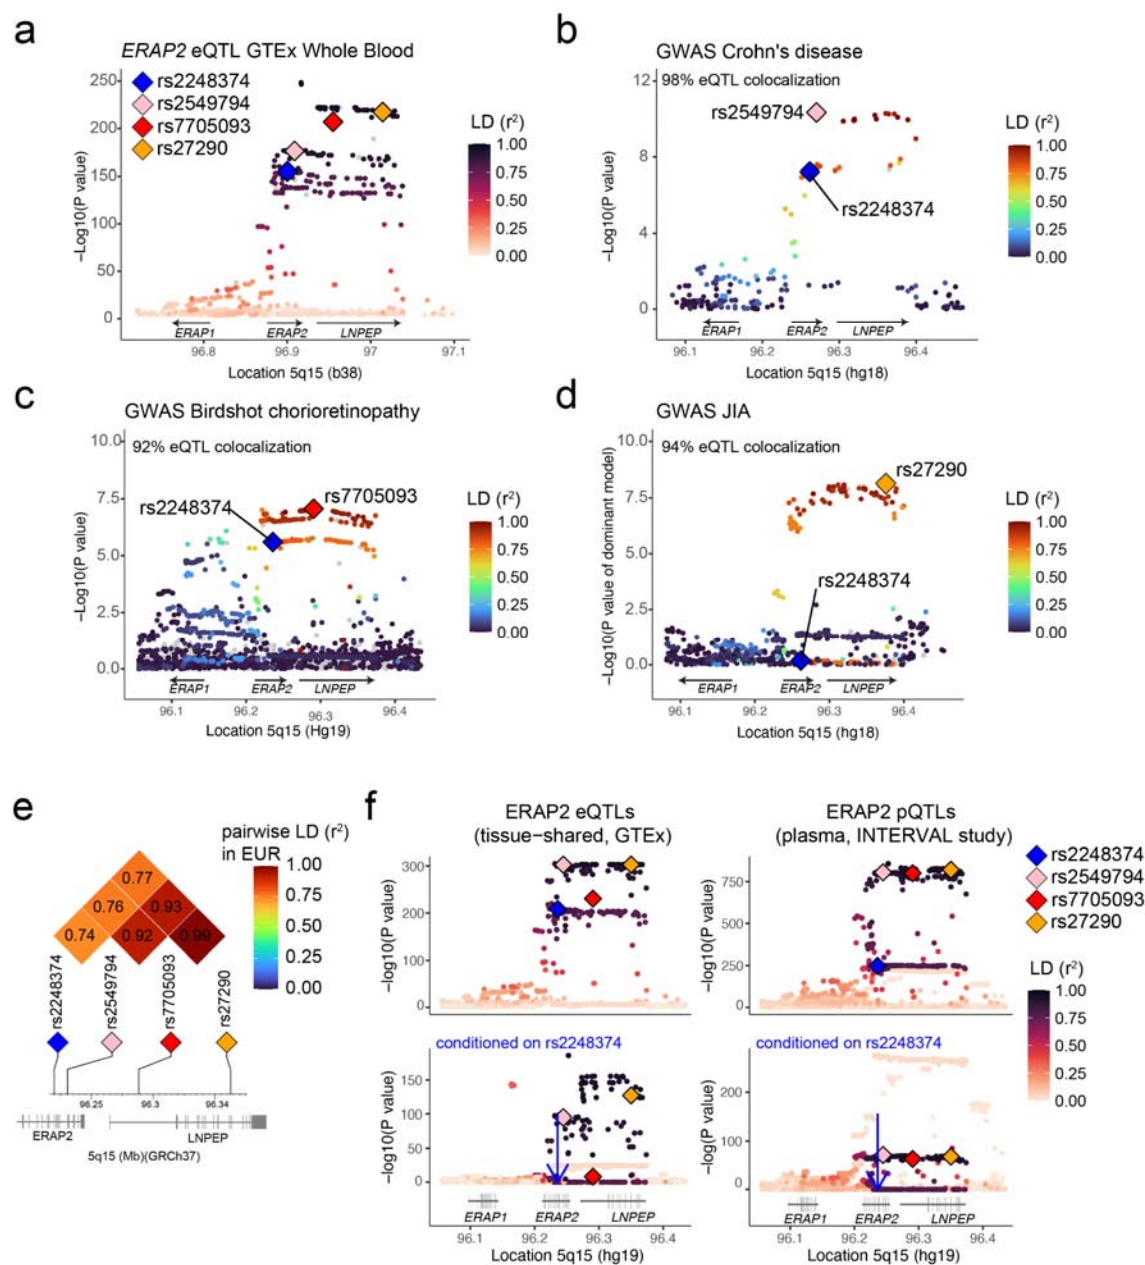 a
ERAP2 eQTL GTEx Whole Blood
rs2248374
rs2549794
rs7705093
rs27290
250
200
150
100
50
0
−Log10(P value)
ERAP1
ERAP2
LNPEP
96.8
96.9
97
97.1
Location 5q15 (b38)
LD (r²)
1.00
0.75
0.50
0.25
0.00
b
GWAS Crohn's disease
98% eQTL colocalization
rs2549794
rs2248374
12
8
4
0
−Log10(P value)
ERAP1
ERAP2
LNPEP
96.1
96.2
96.3
96.4
Location 5q15 (hg18)
LD (r²)
1.00
0.75
0.50
0.25
0.00
c
GWAS Birdshot chorioretinopathy
92% eQTL colocalization
rs2248374
rs7705093
10.0
7.5
5.0
2.5
0.0
−Log10(P value)
ERAP1
ERAP2
LNPEP
96.1
96.2
96.3
96.4
Location 5q15 (Hg19)
LD (r²)
1.00
0.75
0.50
0.25
0.00
d
GWAS JIA
94% eQTL colocalization
rs27290
rs2248374
10.0
7.5
5.0
2.5
0.0
−Log10(P value of dominant model)
ERAP1
ERAP2
LNPEP
96.1
96.2
96.3
96.4
Location 5q15 (hg18)
LD (r²)
1.00
0.75
0.50
0.25
0.00
e
pairwise LD (r²)
in EUR
1.00
0.75
0.50
0.25
0.00
0.77
0.76
0.93
0.74
0.92
0.99
rs2248374
rs2549794
rs7705093
rs27290
96.25
96.3
96.34
ERAP2
LNPEP
5q15 (Mb)(GRCh37)
f
ERAP2 eQTLs
(tissue−shared, GTEx)
300
200
100
0
−log10(P value)
conditioned on rs2248374
150
100
50
0
−log10(P value)
ERAP1
ERAP2
LNPEP
96.1
96.2
96.3
96.4
Location 5q15 (hg19)
ERAP2 pQTLs
(plasma, INTERVAL study)
750
500
250
0
−log10(P value)
conditioned on rs2248374
200
100
0
−log(P value)
ERAP1
ERAP2
LNPEP
96.1
96.2
96.3
96.4
Location 5q15 (hg19)
rs2248374
rs2549794
rs7705093
rs27290
LD (r²)
1.00
0.75
0.50
0.25
0.00